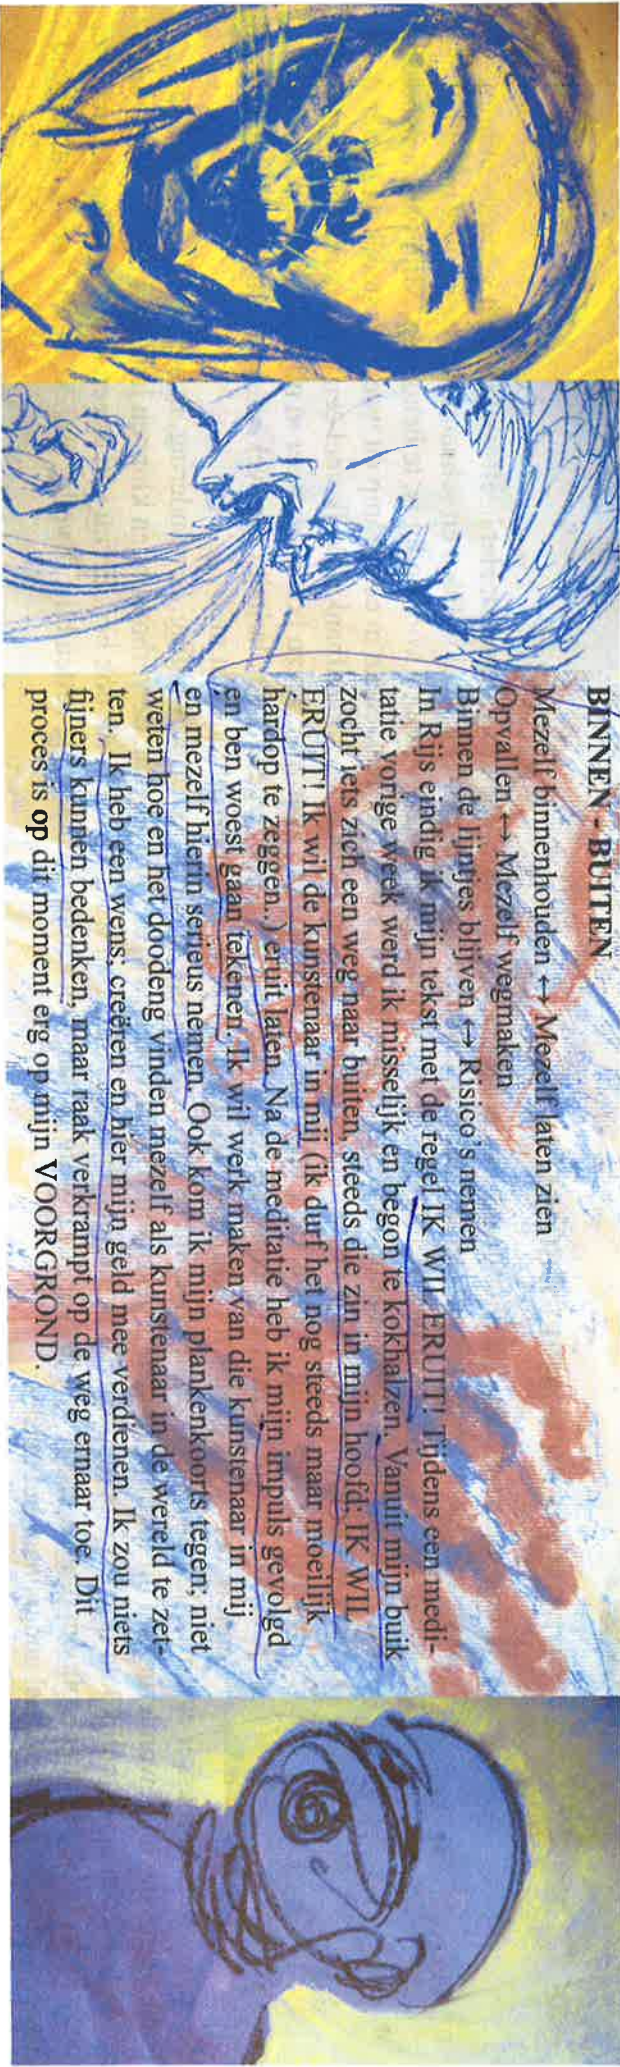 BINNEN - BUITEN
Mezelf binnenhouden ↔ Mezelf laten zien
Opvallen ↔ Mezelf wegmaken
Binnen de lijntjes blijven ↔ Risico's nemen
In Rijs eindig ik mijn tekst met de regel IK WIL ERUIT! Tijdens een medi-
tatie vorige week werd ik misselijk en begon te kokhalzen. Vanuit mijn buik
zocht iets zich een weg naar buiten, steeds die zin in mijn hoofd: IK WIL
ERUIT! Ik wil de kunstenaar in mij (ik durf het nog steeds maar moeilijk
hardop te zeggen..) eruit laten. Na de meditatie heb ik mijn impuls gevolgd
en ben woest gaan tekenen. Ik wil werk maken van die kunstenaar in mij
en mezelf hierin serieus nemen. Ook kom ik mijn plankenkoorts tegen; niet
weten hoe en het doodeng vinden mezelf als kunstenaar in de wereld te zet-
ten. Ik heb een wens: creëren en hier mijn geld mee verdienen. Ik zou niets
fijners kunnen bedenken, maar raak verkrampt op de weg ernaar toe. Dit
proces is op dit moment erg op mijn VOORGROND.